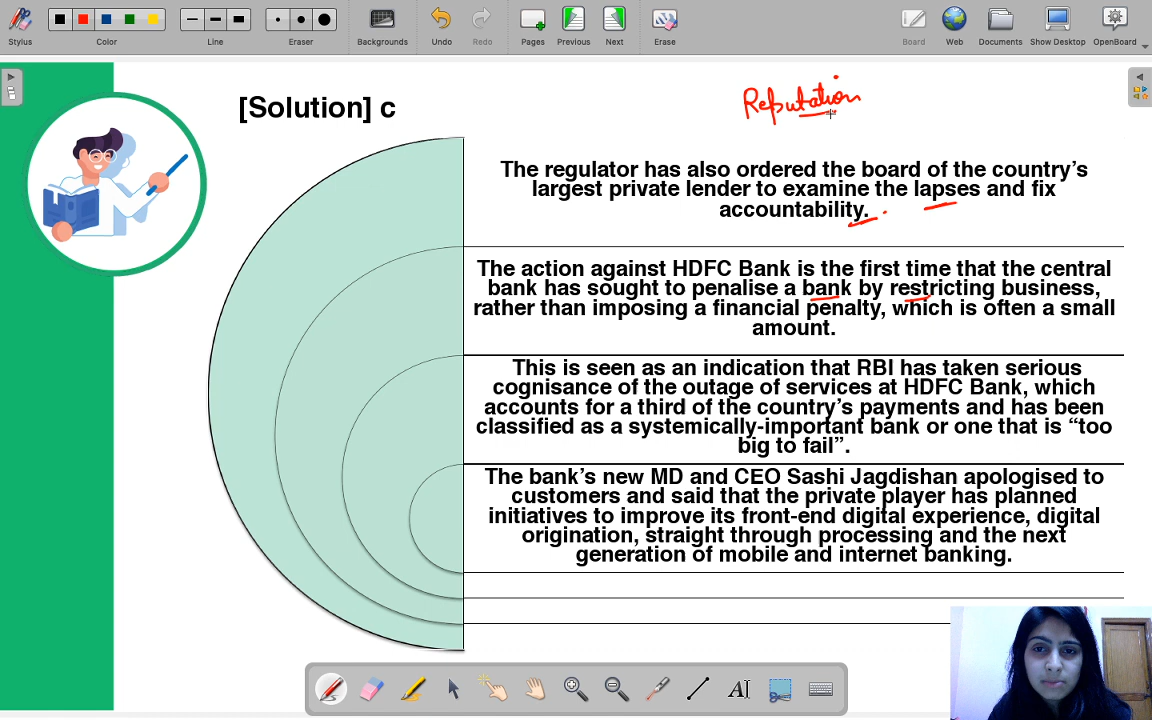 Stylus
Color
Line
Eraser
Backgrounds
Undo
Redo
Pages
Previous
Next
Erase
Board
Web
Documents
Show Desktop
OpenBoard
[Solution] c
Reputation
The regulator has also ordered the board of the country’s
largest private lender to examine the lapses and fix
accountability.
The action against HDFC Bank is the first time that the central
bank has sought to penalise a bank by restricting business,
rather than imposing a financial penalty, which is often a small
amount.
This is seen as an indication that RBI has taken serious
cognisance of the outage of services at HDFC Bank, which
accounts for a third of the country’s payments and has been
classified as a systemically-important bank or one that is “too
big to fail”.
The bank’s new MD and CEO Sashi Jagdishan apologised to
customers and said that the private player has planned
initiatives to improve its front-end digital experience, digital
origination, straight through processing and the next
generation of mobile and internet banking.
AI